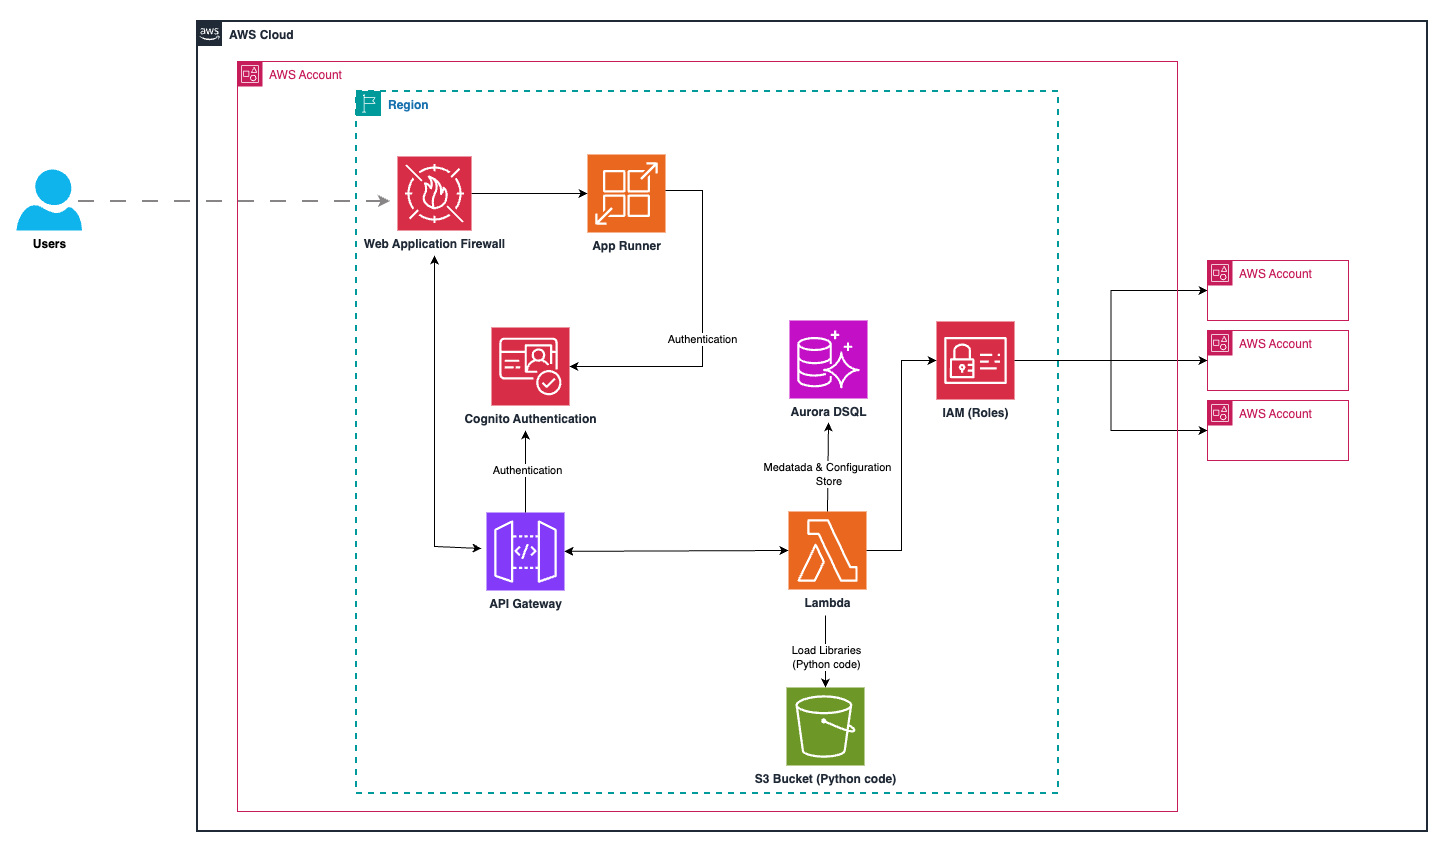 aws
AWS Cloud
AWS Account
Region
Users
Web Application Firewall
App Runner
Authentication
Cognito Authentication
Authentication
Aurora DSQL
IAM (Roles)
AWS Account
AWS Account
AWS Account
Medatada & Configuration
Store
</>
API Gateway
Lambda
Load Libraries
(Python code)
S3 Bucket (Python code)